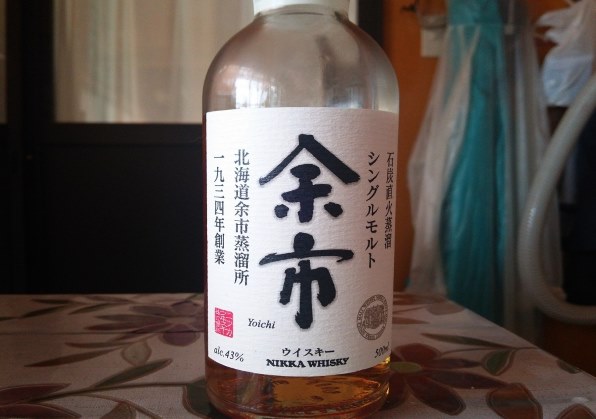 石炭直火蒸溜
シングルモルト
余市
北海道余市蒸溜所
一九三四年創業
Yoichi
ウイスキー
alc.43%
NIKKA WHISKY
500ml